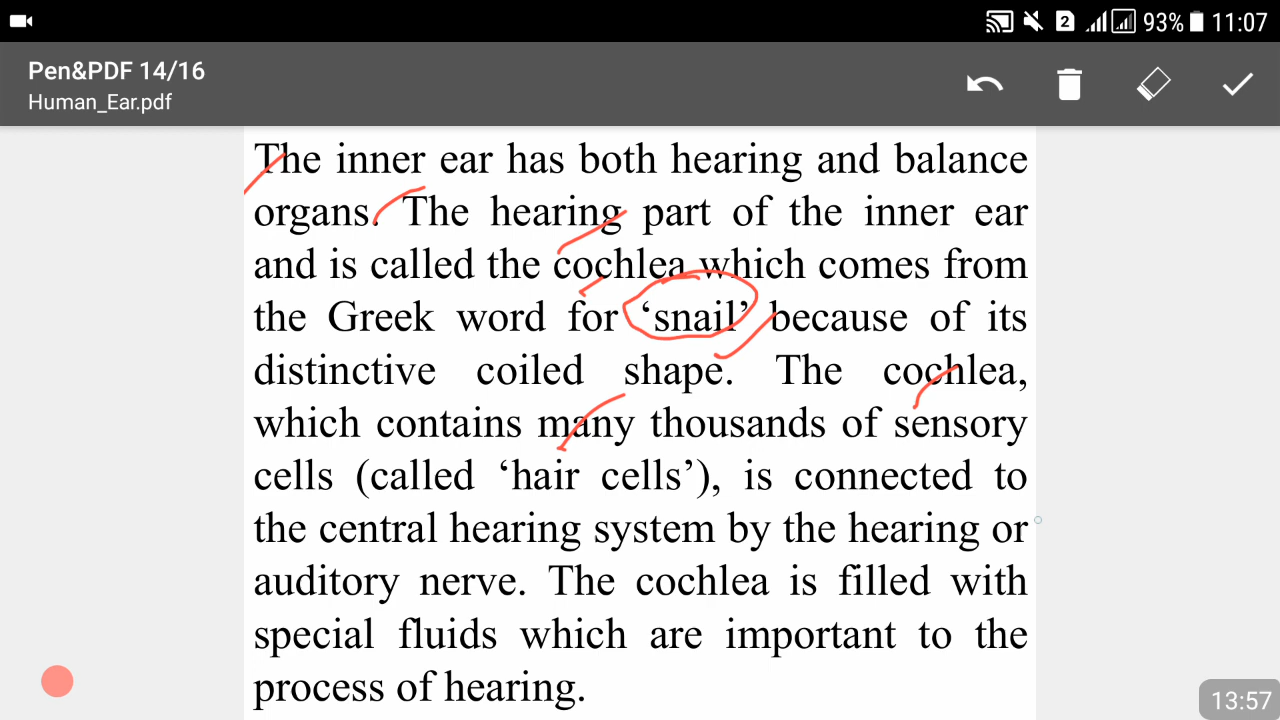 2 93% 11:07
Pen&PDF 14/16
Human_Ear.pdf
The inner ear has both hearing and balance
organs. The hearing part of the inner ear
and is called the cochlea which comes from
the Greek word for ‘snail’ because of its
distinctive coiled shape. The cochlea,
which contains many thousands of sensory
cells (called ‘hair cells’), is connected to
the central hearing system by the hearing or
auditory nerve. The cochlea is filled with
special fluids which are important to the
process of hearing.
13:57